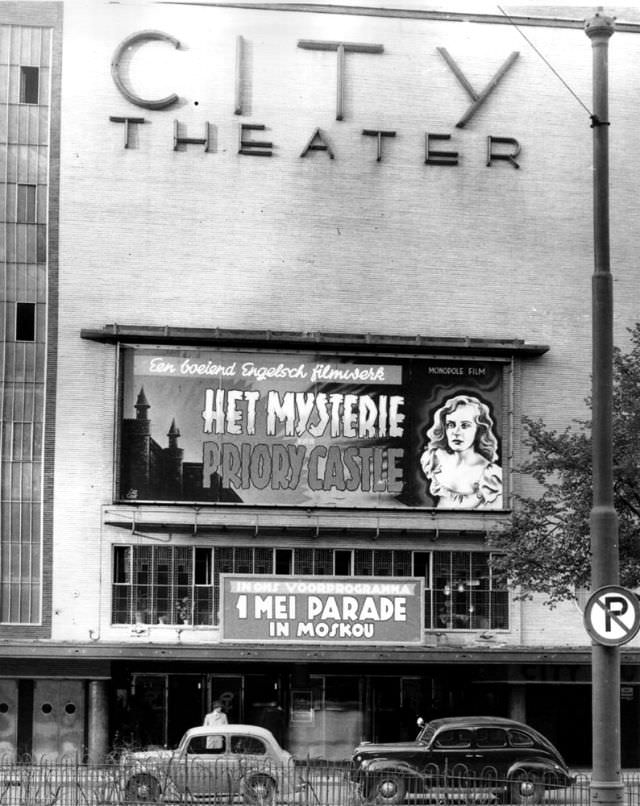 CITY
THEATER
Een boeiend Engelsch filmwerk
MONOPOLE FILM
HET MYSTERIE
PRIORY CASTLE
IN ONS VOORPROGRAMMA
1 MEI PARADE
IN MOSKOU
P
CITY